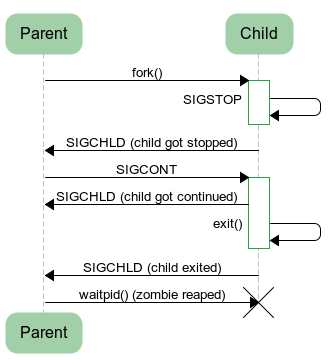 Parent
Child
fork()
SIGSTOP
SIGCHLD (child got stopped)
SIGCONT
SIGCHLD (child got continued)
exit()
SIGCHLD (child exited)
waitpid() (zombie reaped)
Parent